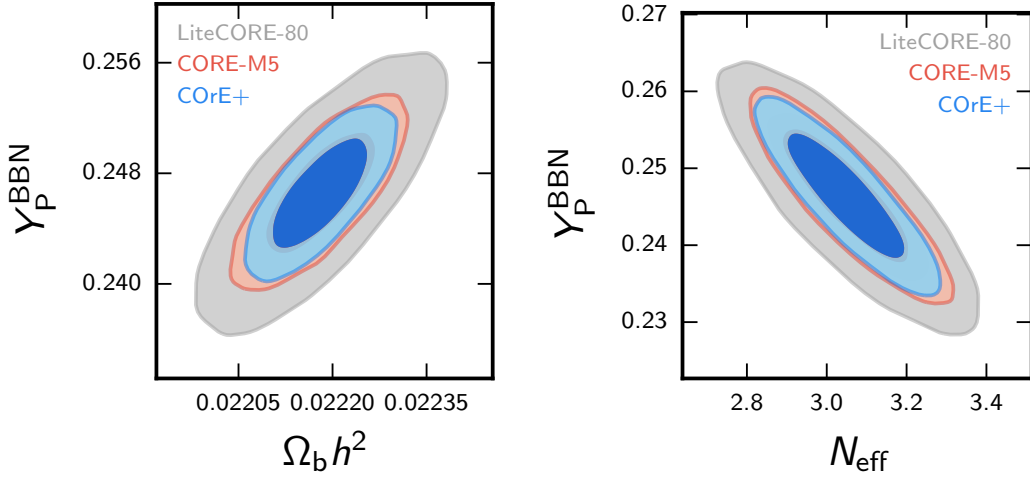 LiteCORE-80
CORE-M5
COrE+
0.256
0.248
0.240
Y_P^BBN
0.02205 0.02220 0.02235
Ω_b h^2
LiteCORE-80
CORE-M5
COrE+
0.27
0.26
0.25
0.24
0.23
Y_P^BBN
2.8 3.0 3.2 3.4
N_eff